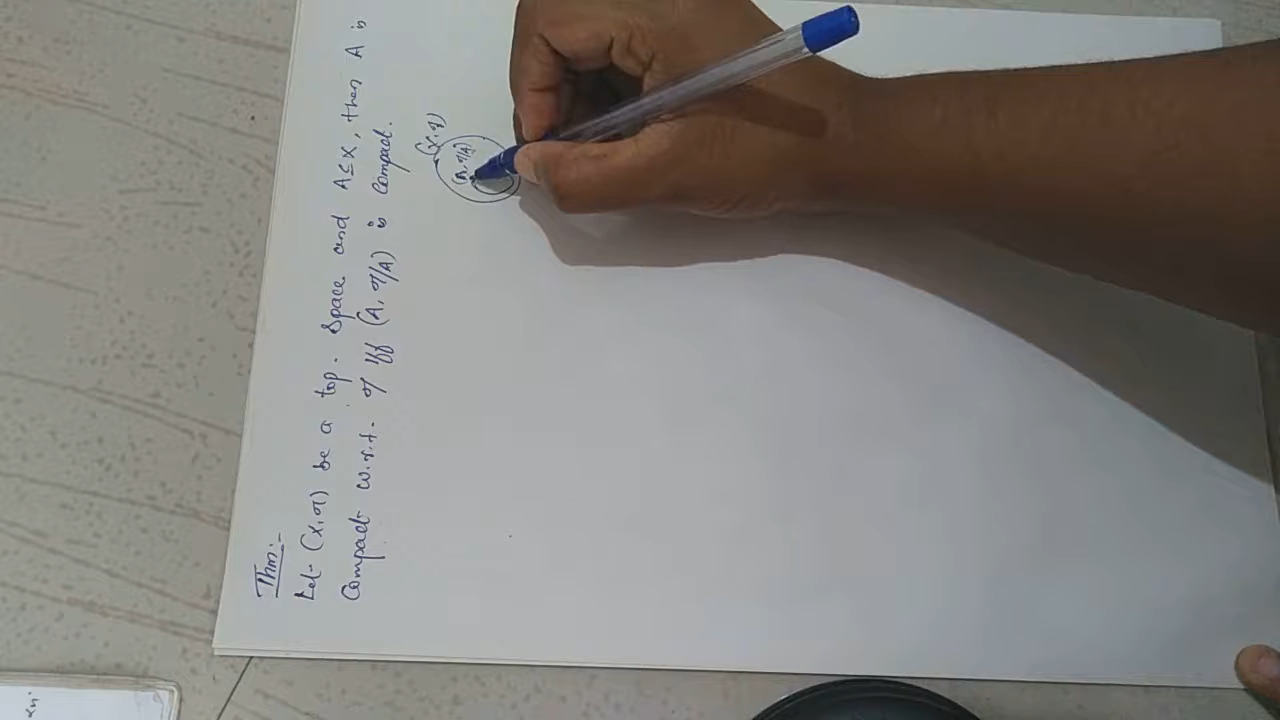 Thm:-
Let (X, τ) be a top. Space and A ⊆ X, then A is
Compact w.r.t. τ iff (A, τ/A) is Compact.
(X, τ)
(A, τ/A)